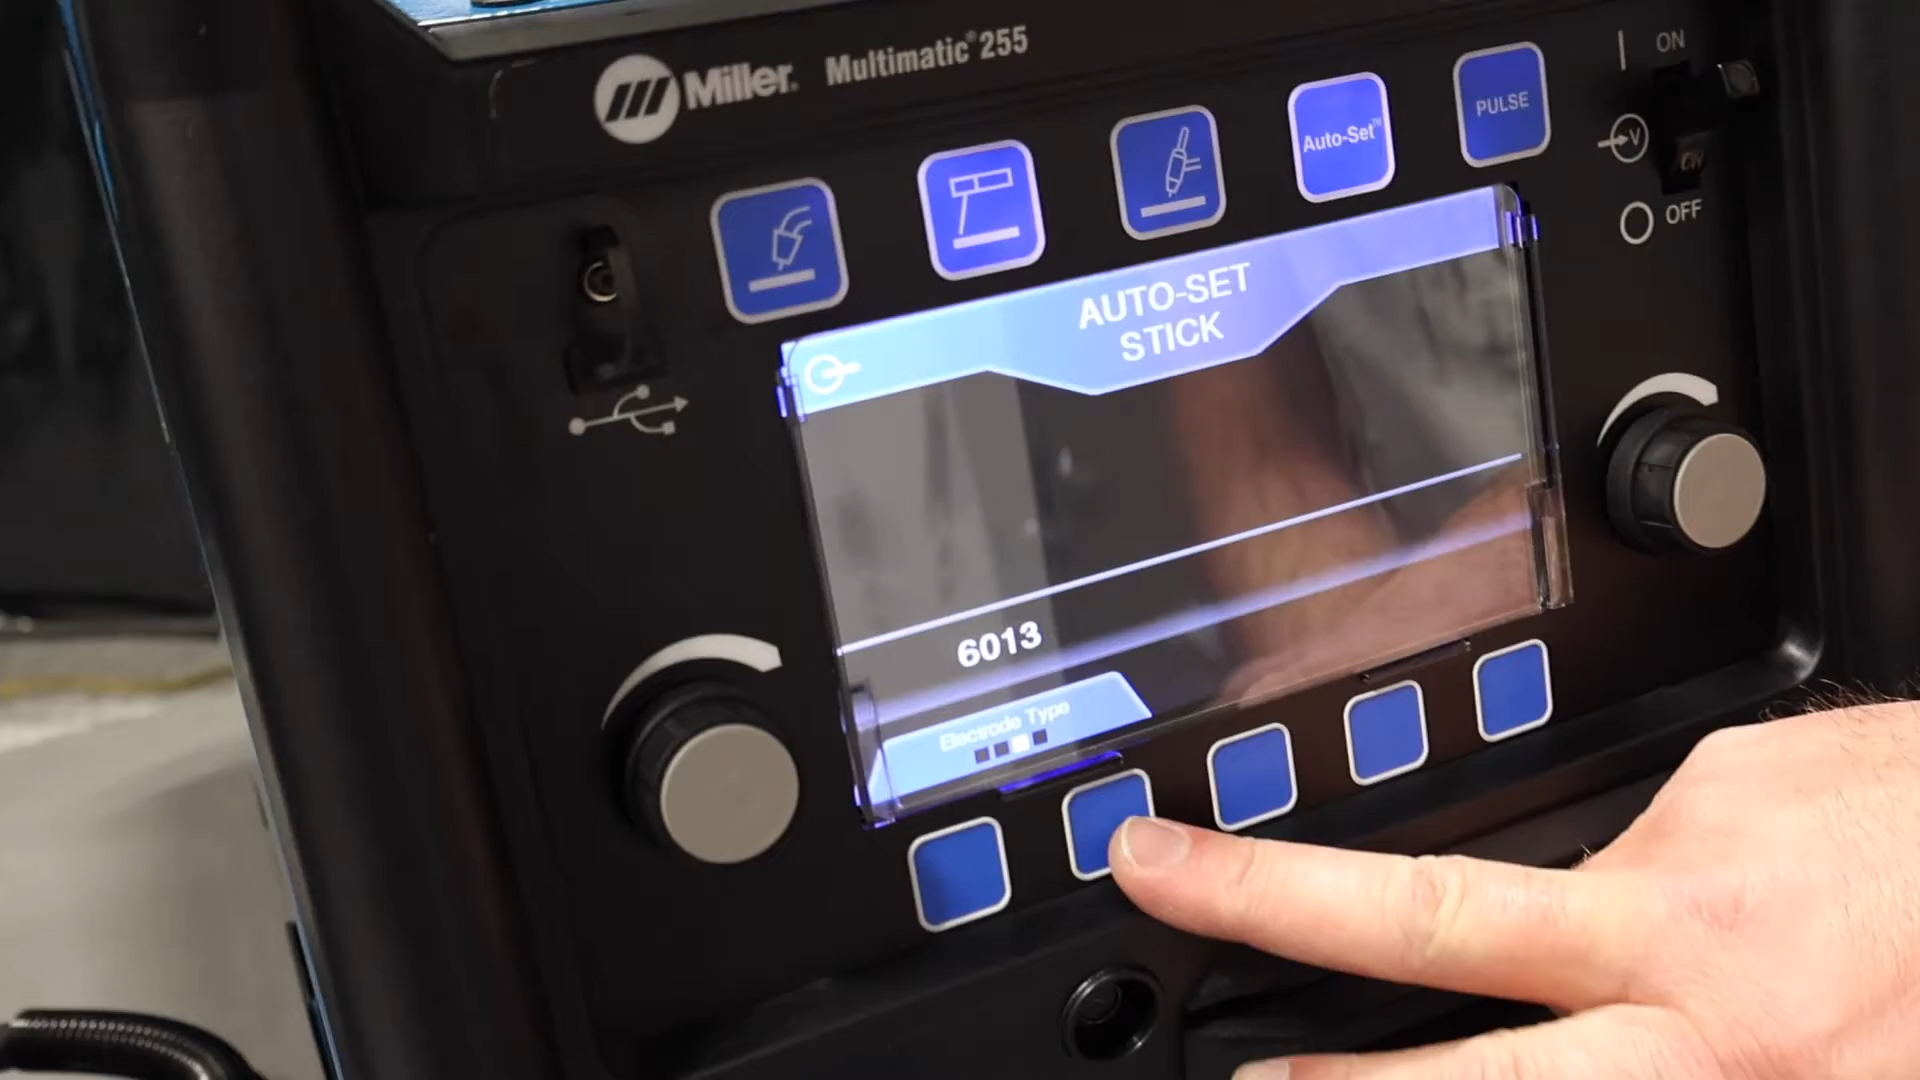 Miller® Multimatic® 255
ON
PULSE
Auto-Set™
V
OFF
AUTO-SET
STICK
6013
Electrode Type